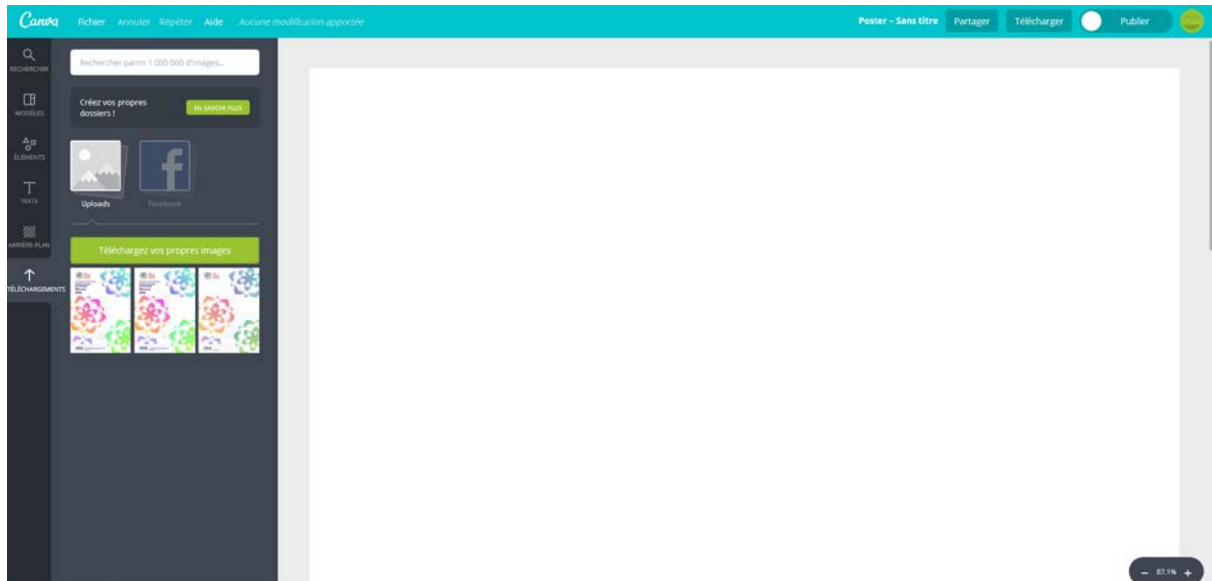 Canva Fichier Annuler Répéter Aide Aucune modification apportée Poster - Sans titre Partager Télécharger Publier
RECHERCHER
Rechercher parmi 1 000 000 d'images...
MODÈLES
Créez vos propres
dossiers !
EN SAVOIR PLUS
ÉLÉMENTS
TEXTE
Uploads Facebook
ARRIÈRE-PLAN
Téléchargez vos propres images
TÉLÉCHARGEMENTS
87.1%